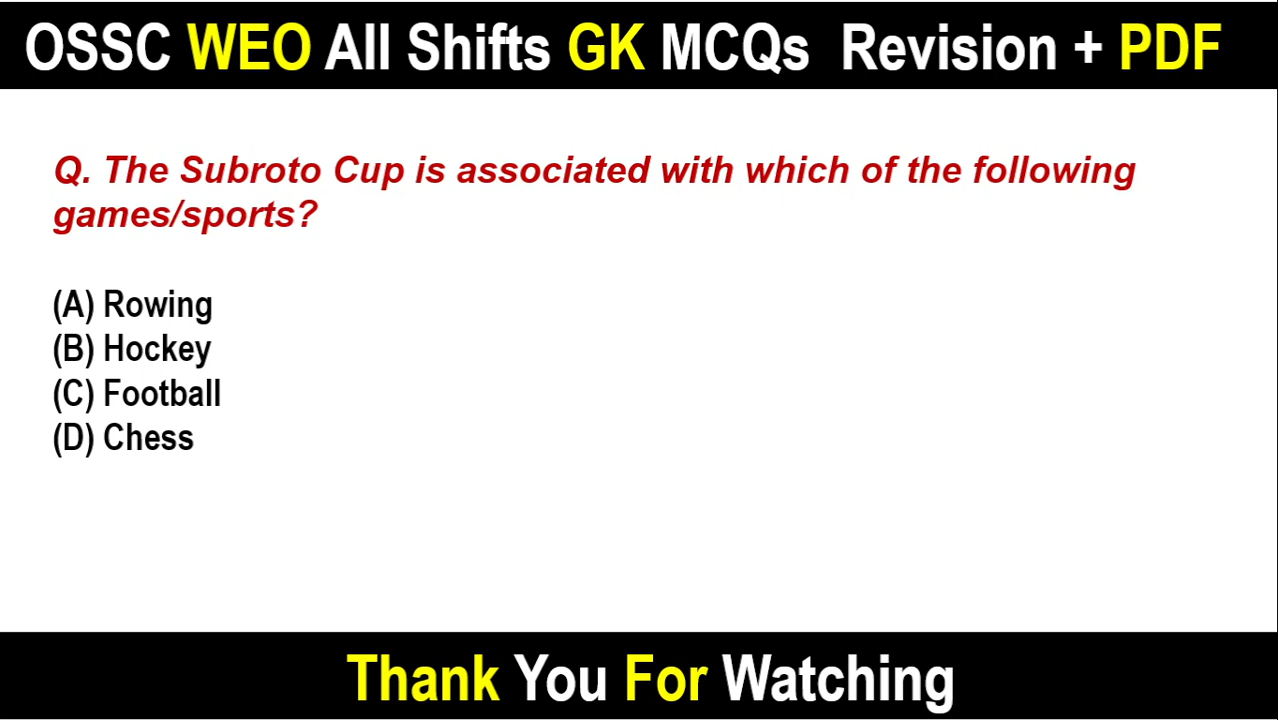 OSSC WEO All Shifts GK MCQs Revision + PDF
Q. The Subroto Cup is associated with which of the following
games/sports?
(A) Rowing
(B) Hockey
(C) Football
(D) Chess
Thank You For Watching